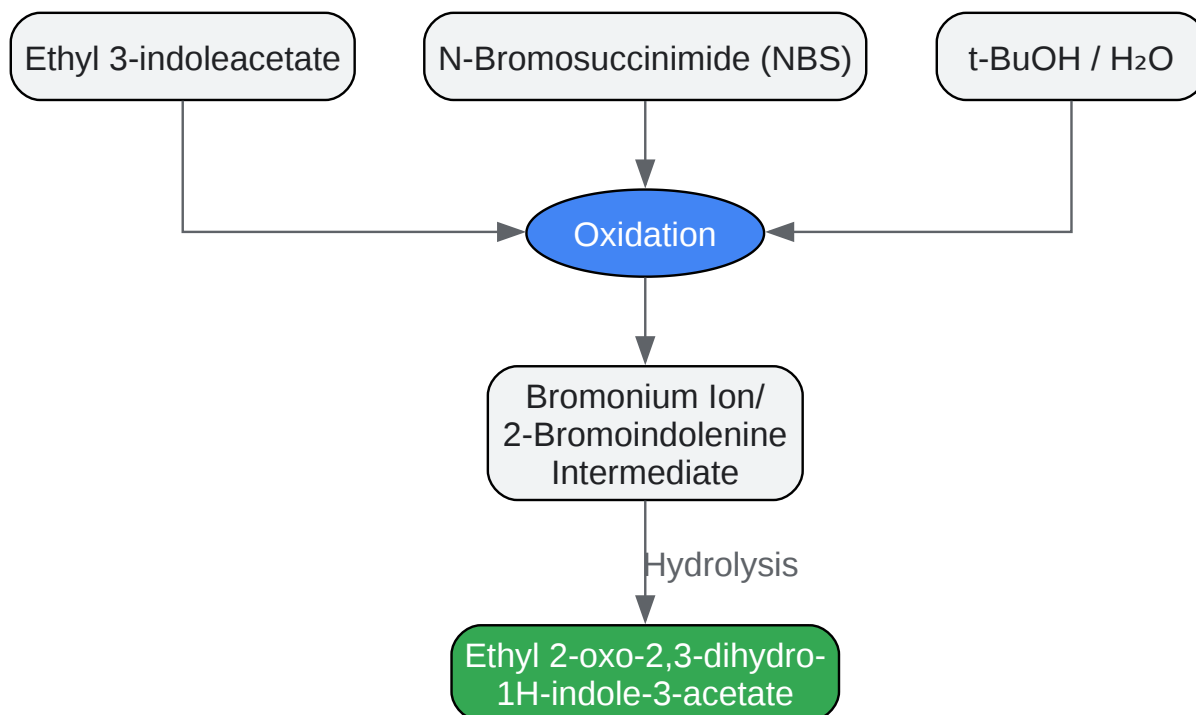 Ethyl 3-indoleacetate
N-Bromosuccinimide (NBS)
t-BuOH / H₂O
Oxidation
Bromonium Ion/
2-Bromoindolenine
Intermediate
Hydrolysis
Ethyl 2-oxo-2,3-dihydro-
1H-indole-3-acetate